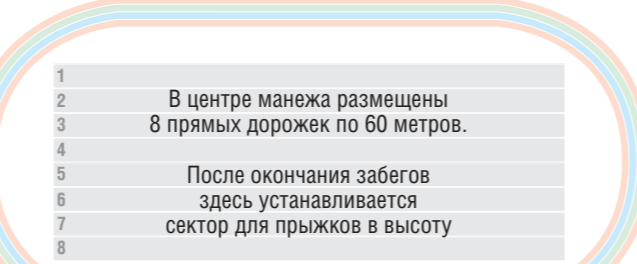 1
2 В центре манежа размещены
3 8 прямых дорожек по 60 метров.
4
5 После окончания забегов
6 здесь устанавливается
7 сектор для прыжков в высоту
8